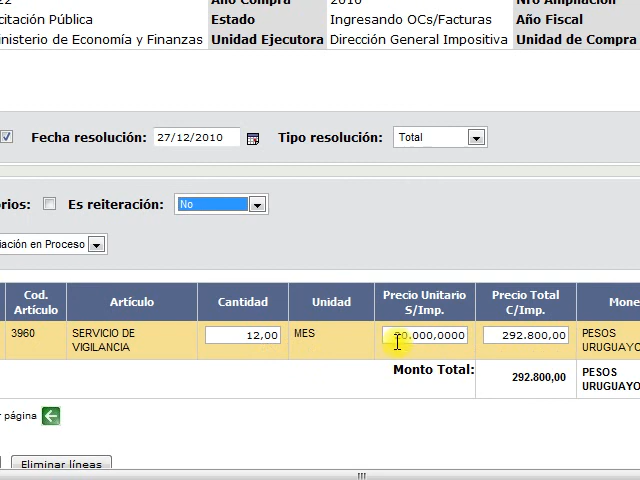 Año Compra 2010 Nro Ampliación
citación Pública Estado Ingresando OCs/Facturas Año Fiscal
nisterio de Economía y Finanzas Unidad Ejecutora Dirección General Impositiva Unidad de Compra
Fecha resolución: 27/12/2010 Tipo resolución: Total
orios: Es reiteración: No
iación en Proceso
Cod. Artículo Artículo Cantidad Unidad Precio Unitario S/Imp. Precio Total C/Imp. Mone
3960 SERVICIO DE VIGILANCIA 12,00 MES 20.000,0000 292.800,00 PESOS URUGUAYO
Monto Total: 292.800,00 PESOS URUGUAYO
r página
Eliminar líneas